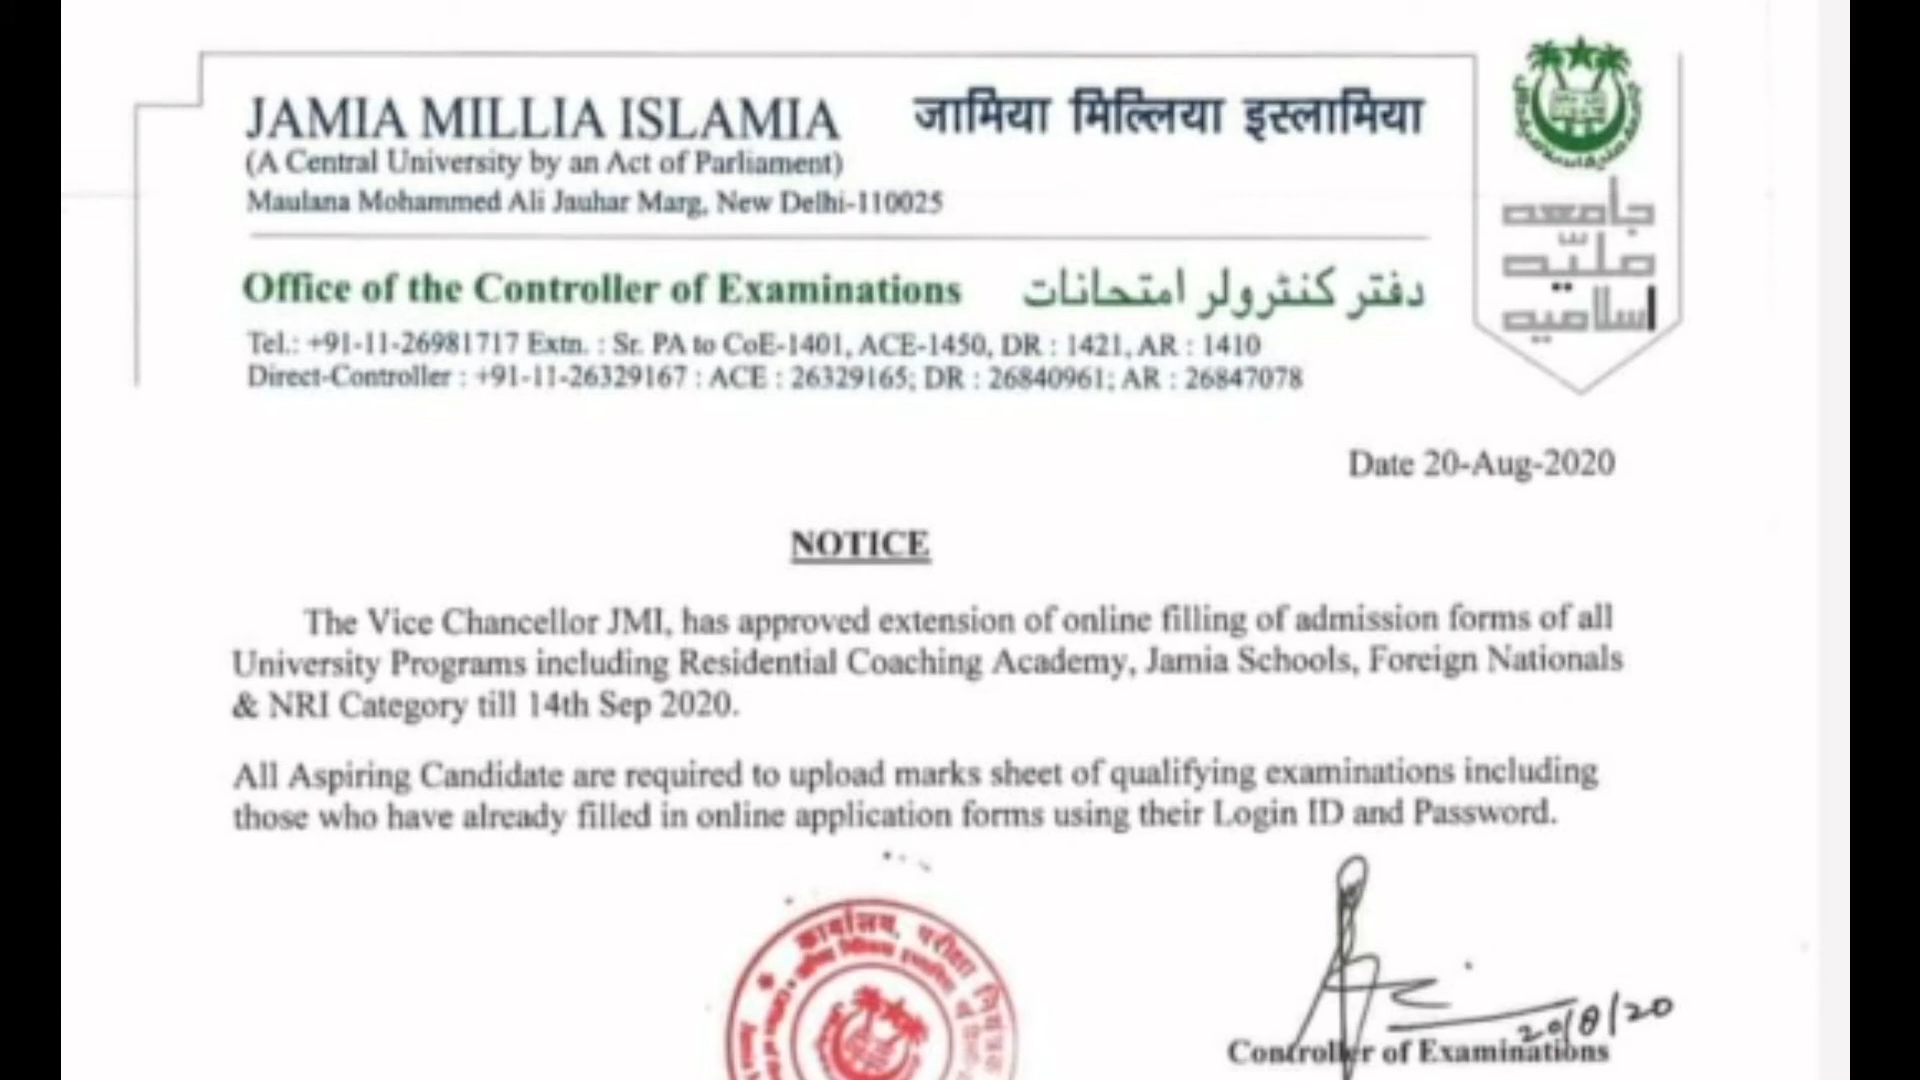 JAMIA MILLIA ISLAMIA जामिया मिल्लिया इस्लामिया
(A Central University by an Act of Parliament)
Maulana Mohammed Ali Jauhar Marg, New Delhi-110025
جامعه
ملیه
اسلامیه
Office of the Controller of Examinations دفتر کنٹرولر امتحانات
Tel.: +91-11-26981717 Extn. : Sr. PA to CoE-1401, ACE-1450, DR : 1421, AR : 1410
Direct-Controller : +91-11-26329167 : ACE : 26329165; DR : 26840961; AR : 26847078
Date 20-Aug-2020
NOTICE
The Vice Chancellor JMI, has approved extension of online filling of admission forms of all
University Programs including Residential Coaching Academy, Jamia Schools, Foreign Nationals
& NRI Category till 14th Sep 2020.
All Aspiring Candidate are required to upload marks sheet of qualifying examinations including
those who have already filled in online application forms using their Login ID and Password.
कार्यालय, परीक्षा नियंत्रक
20/8/20
Controller of Examinations